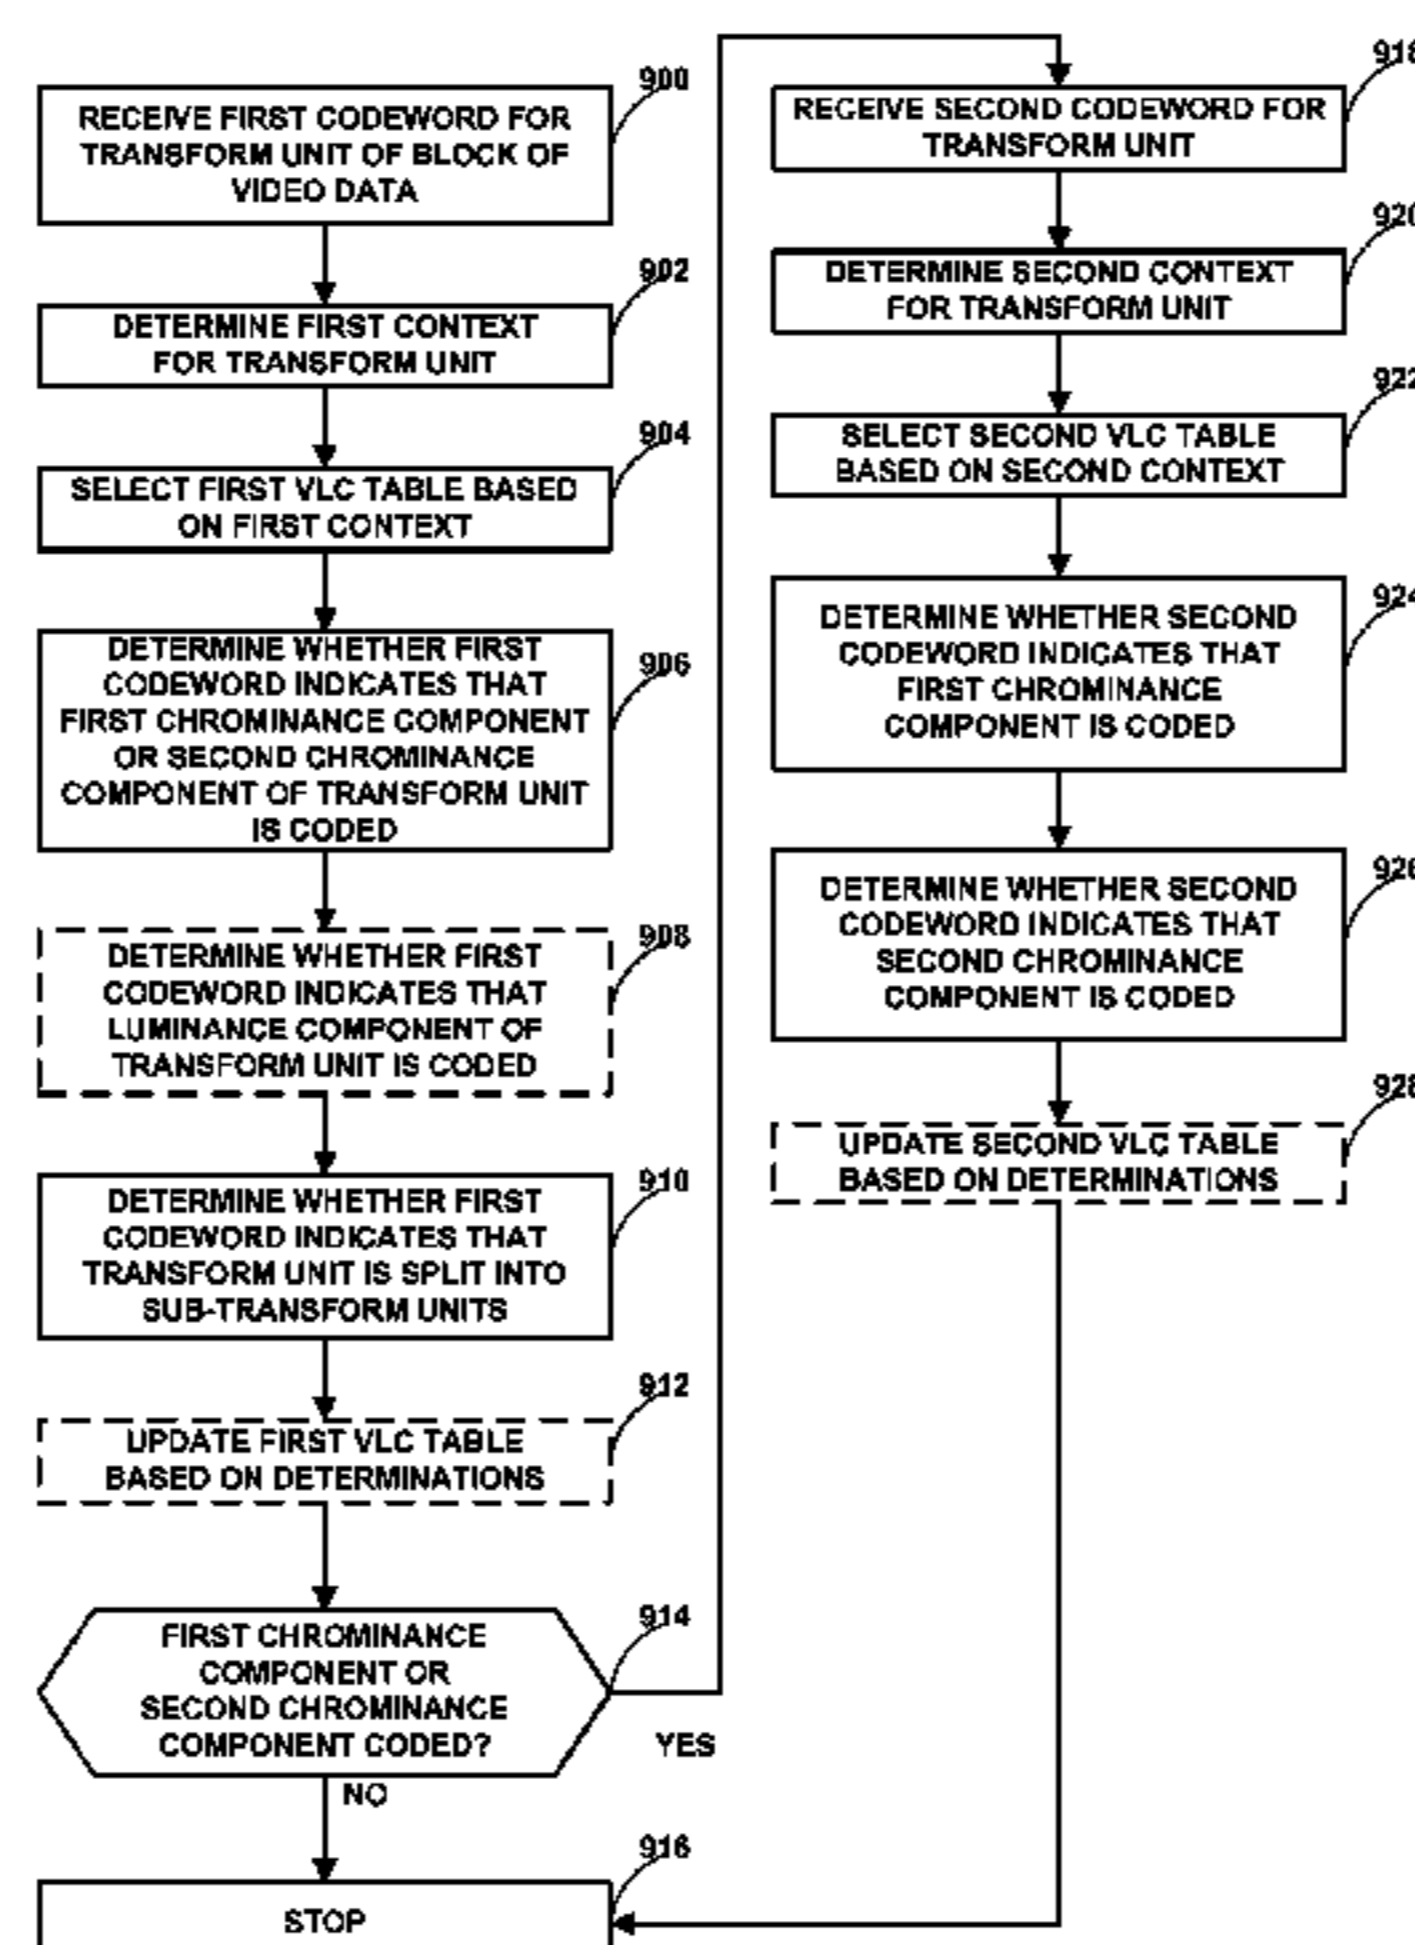 900
RECEIVE FIRST CODEWORD FOR
TRANSFORM UNIT OF BLOCK OF
VIDEO DATA
902
DETERMINE FIRST CONTEXT
FOR TRANSFORM UNIT
904
SELECT FIRST VLC TABLE BASED
ON FIRST CONTEXT
906
DETERMINE WHETHER FIRST
CODEWORD INDICATES THAT
FIRST CHROMINANCE COMPONENT
OR SECOND CHROMINANCE
COMPONENT OF TRANSFORM UNIT
IS CODED
908
DETERMINE WHETHER FIRST
CODEWORD INDICATES THAT
LUMINANCE COMPONENT OF
TRANSFORM UNIT IS CODED
910
DETERMINE WHETHER FIRST
CODEWORD INDICATES THAT
TRANSFORM UNIT IS SPLIT INTO
SUB-TRANSFORM UNITS
912
UPDATE FIRST VLC TABLE
BASED ON DETERMINATIONS
914
FIRST CHROMINANCE
COMPONENT OR
SECOND CHROMINANCE
COMPONENT CODED?
YES
NO
916
STOP
918
RECEIVE SECOND CODEWORD FOR
TRANSFORM UNIT
920
DETERMINE SECOND CONTEXT
FOR TRANSFORM UNIT
922
SELECT SECOND VLC TABLE
BASED ON SECOND CONTEXT
924
DETERMINE WHETHER SECOND
CODEWORD INDICATES THAT
FIRST CHROMINANCE
COMPONENT IS CODED
926
DETERMINE WHETHER SECOND
CODEWORD INDICATES THAT
SECOND CHROMINANCE
COMPONENT IS CODED
928
UPDATE SECOND VLC TABLE
BASED ON DETERMINATIONS